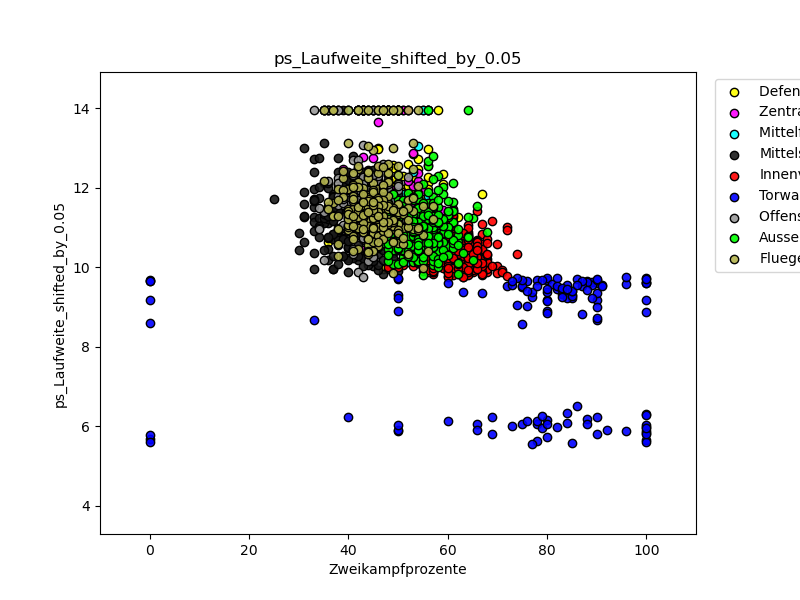 ps_Laufweite_shifted_by_0.05
14
12
10
8
6
4
ps_Laufweite_shifted_by_0.05
0 20 40 60 80 100
Zweikampfprozente
Defen
Zentra
Mittelf
Mittels
Innenv
Torwa
Offens
Ausse
Fluege